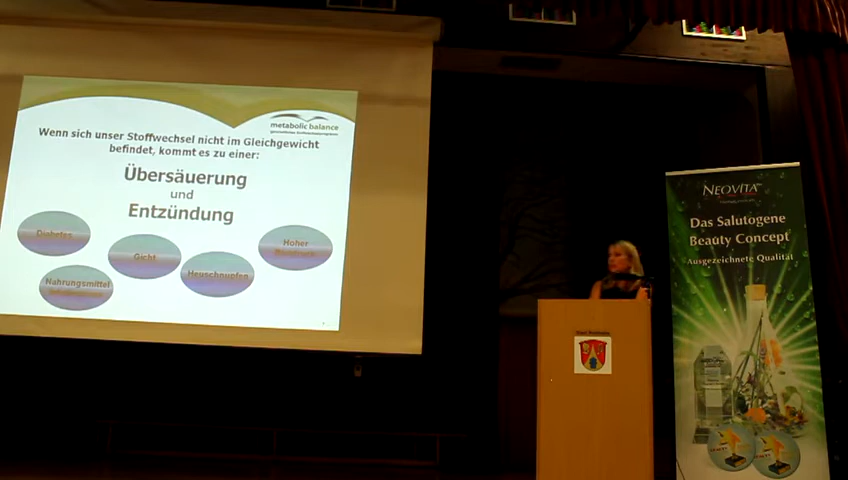 metabolic balance
Wenn sich unser Stoffwechsel nicht im Gleichgewicht
befindet, kommt es zu einer:
Übersäuerung
und
Entzündung
Diabetes
Gicht
Hoher
Heuschnupfen
Nahrungsmittel
NEOVITA
Das Salutogene
Beauty Concept
Ausgezeichnete Qualität